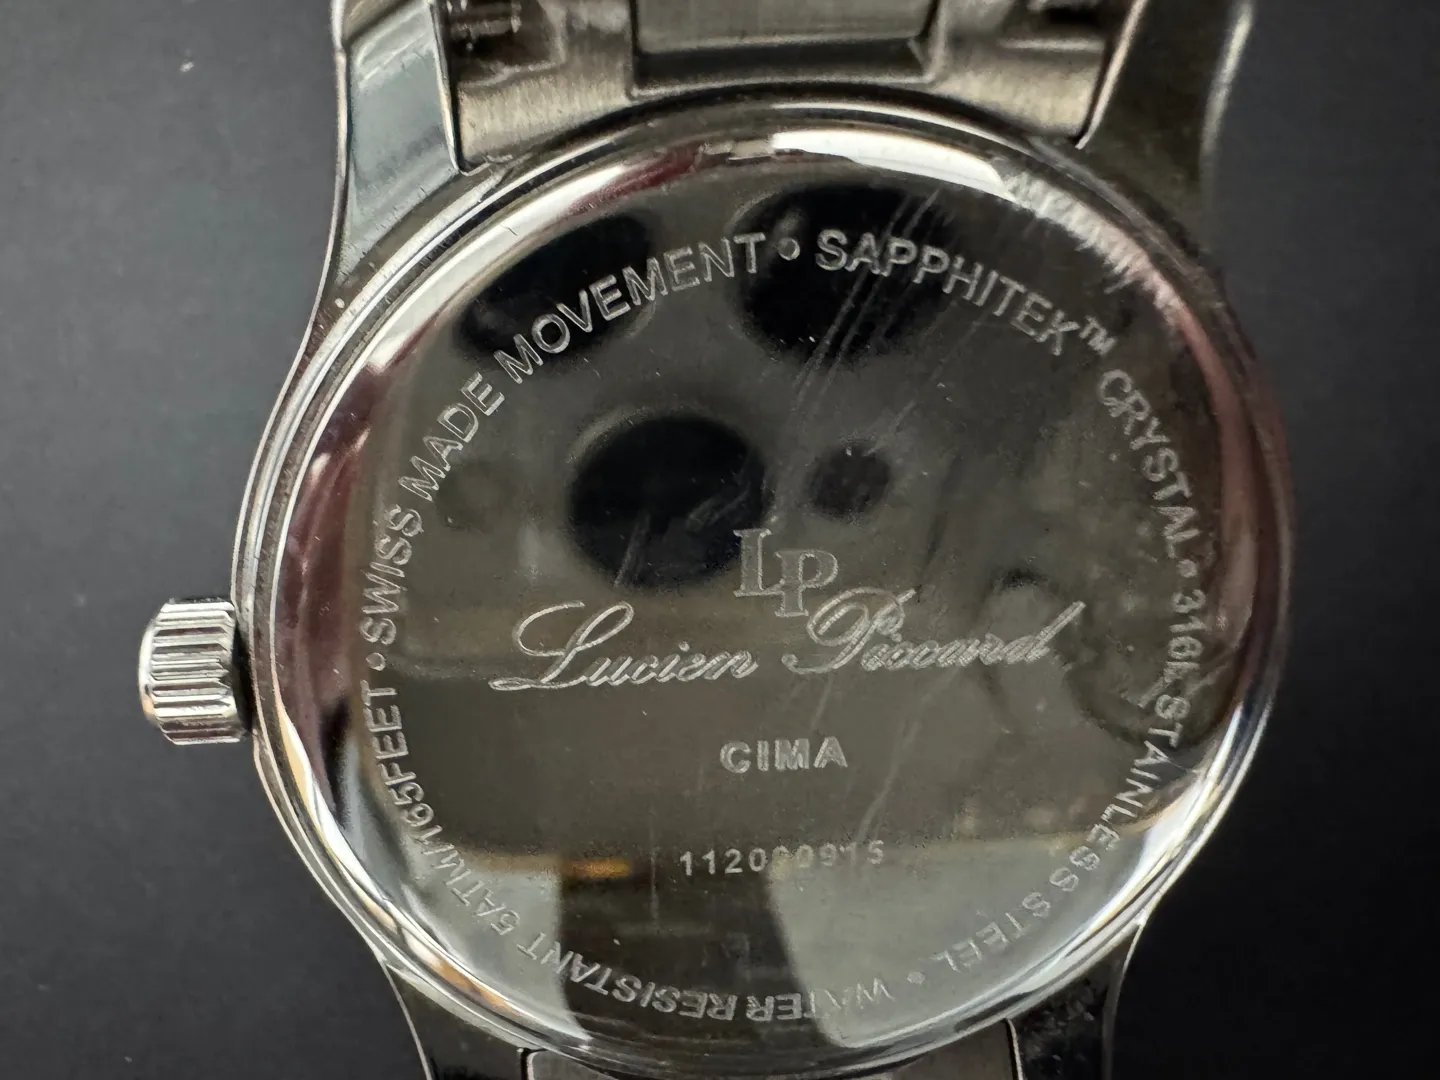 SWISS MADE MOVEMENT • SAPPHITEK™ CRYSTAL • 316L STAINLESS STEEL • WATER RESISTANT 5ATM/165FEET •
LP
Lucien Piccard
CIMA